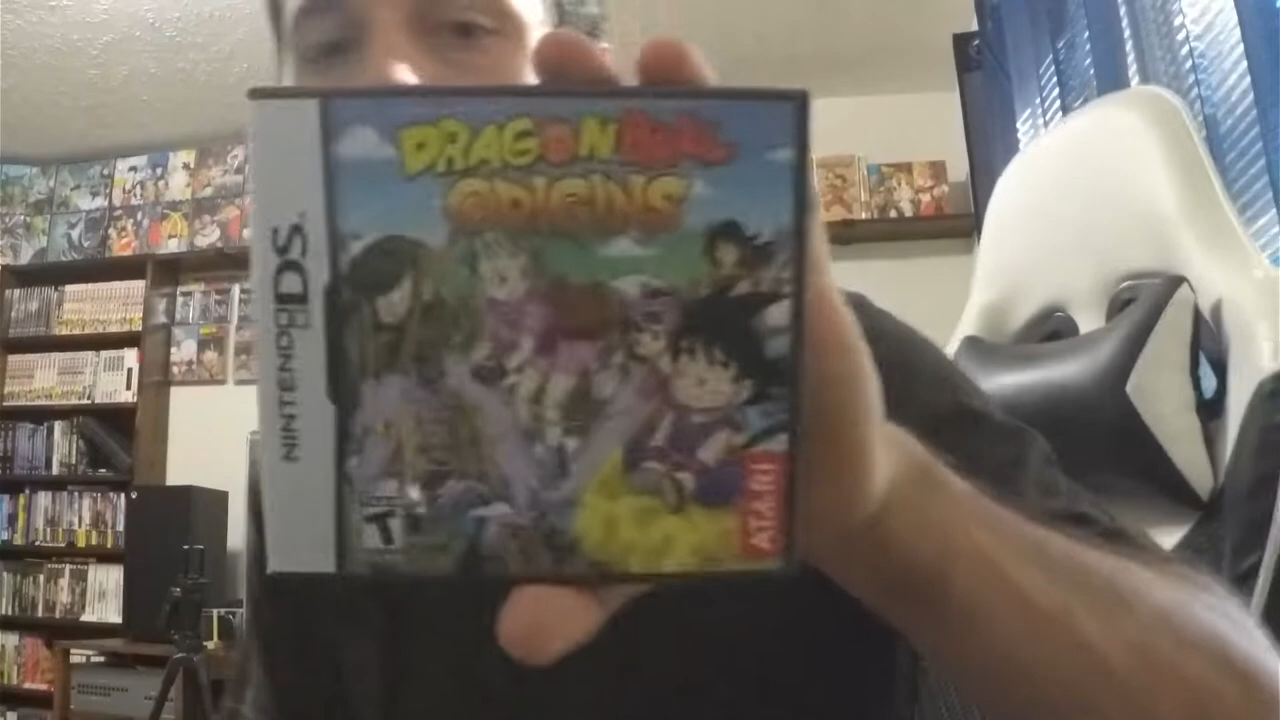 DRAGON BALL
ORIGINS
NINTENDO DS
T
ATARI